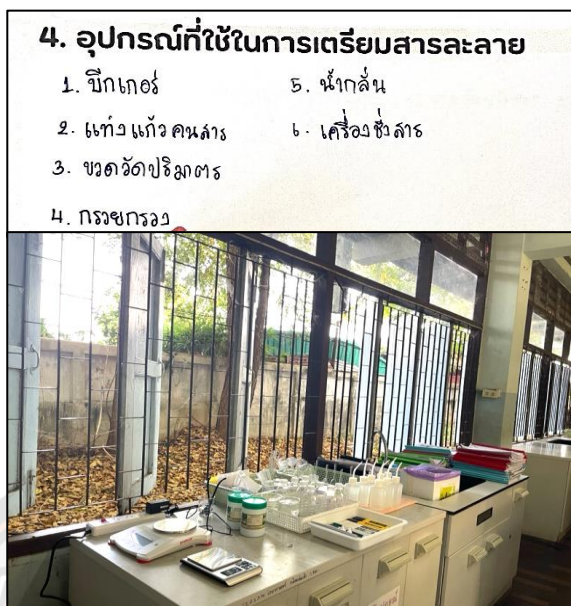 4. อุปกรณ์ที่ใช้ในการเตรียมสารละลาย
1. บีกเกอร์
2. แท่งแก้วคนสาร
3. ขวดวัดปริมาตร
4. กรวยกรอง
5. น้ำกลั่น
6. เครื่องชั่งสาร